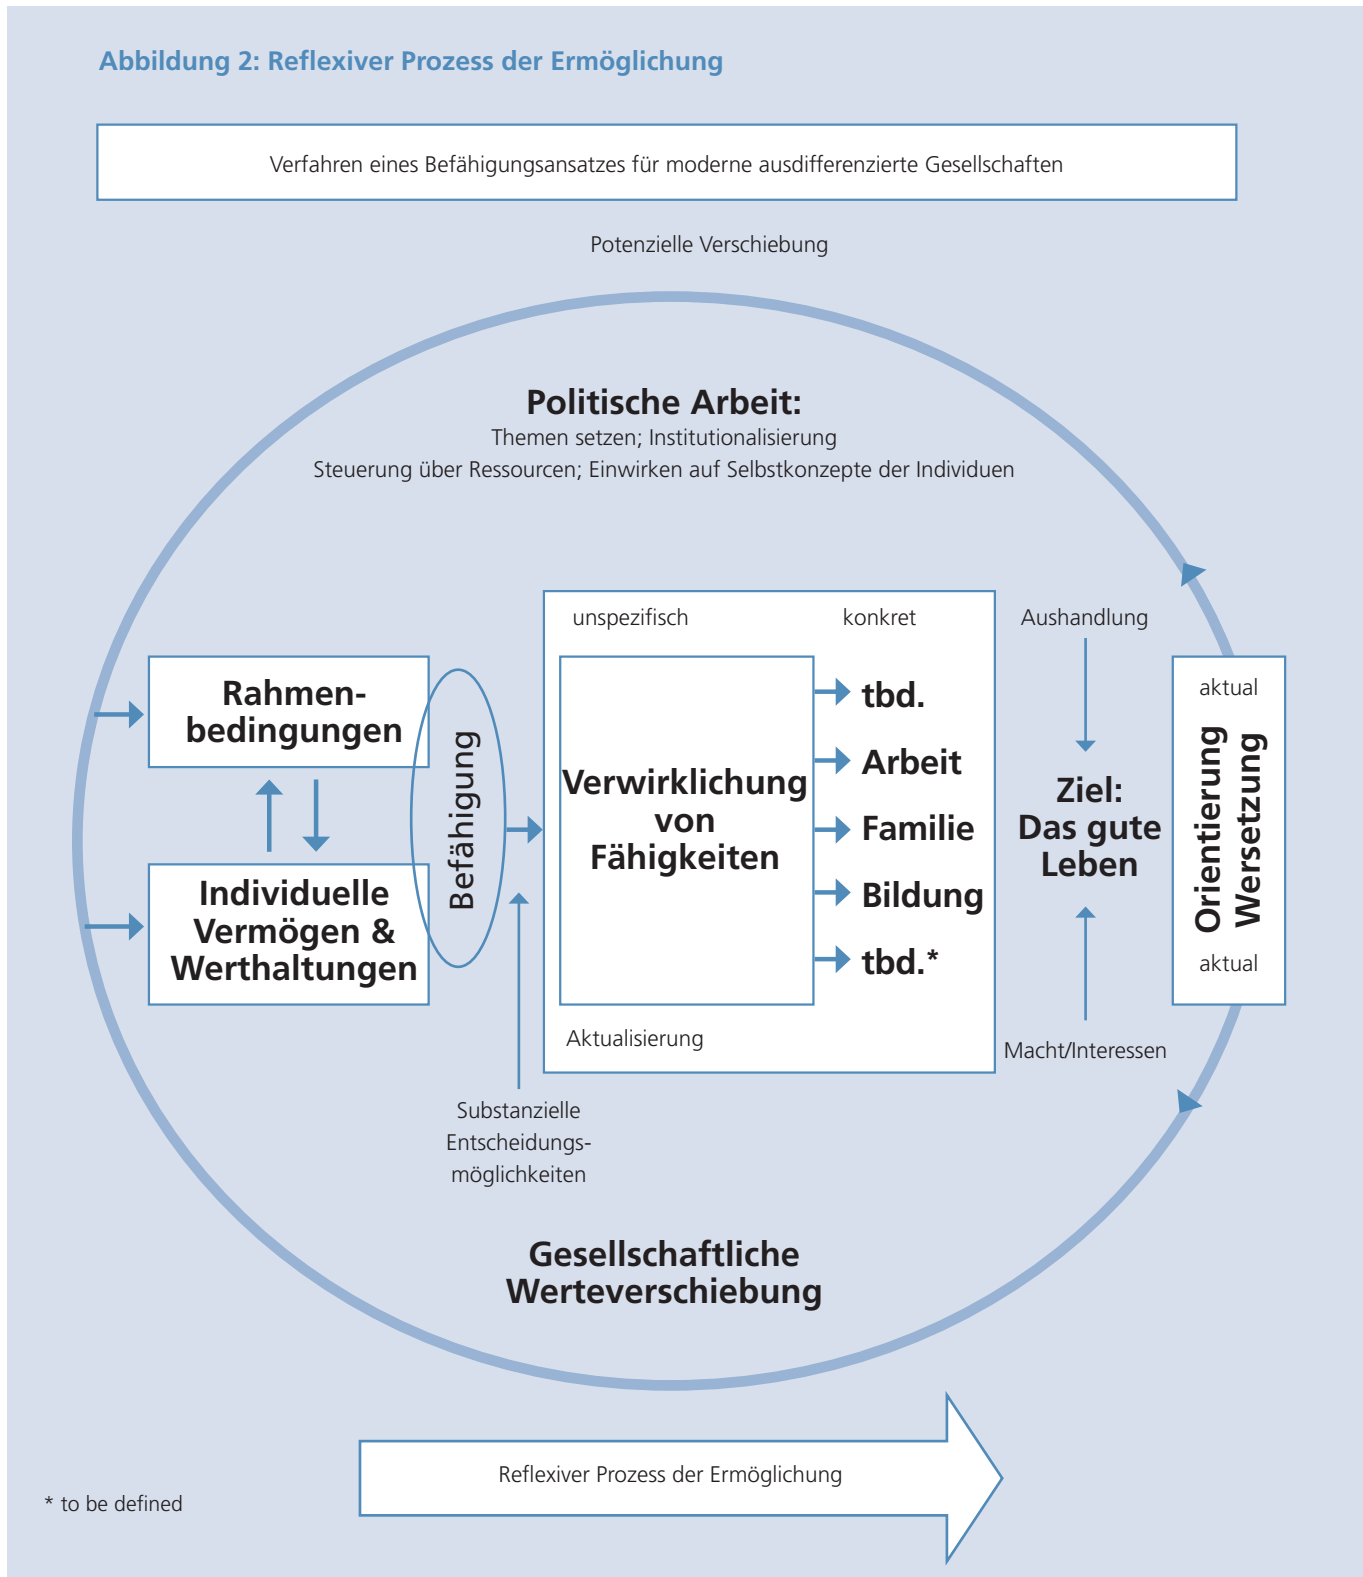 Abbildung 2: Reflexiver Prozess der Ermöglichung
Verfahren eines Befähigungsansatzes für moderne ausdifferenzierte Gesellschaften
Potenzielle Verschiebung
Politische Arbeit:
Themen setzen; Institutionalisierung
Steuerung über Ressourcen; Einwirken auf Selbstkonzepte der Individuen
Rahmen-
bedingungen
Individuelle
Vermögen &
Werthaltungen
Befähigung
Substanzielle
Entscheidungs-
möglichkeiten
unspezifisch
konkret
Verwirklichung
von
Fähigkeiten
tbd.
Arbeit
Familie
Bildung
tbd.*
Aktualisierung
Aushandlung
Ziel:
Das gute
Leben
Macht/Interessen
aktual
Orientierung
Wersetzung
aktual
Gesellschaftliche
Werteverschiebung
Reflexiver Prozess der Ermöglichung
* to be defined